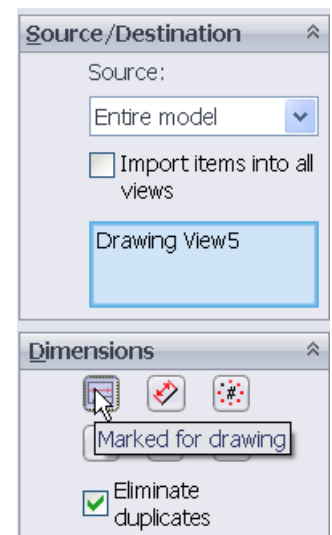 Source/Destination
Source:
Entire model
Import items into all
views
Drawing View5
Dimensions
#
Marked for drawing
Eliminate
duplicates